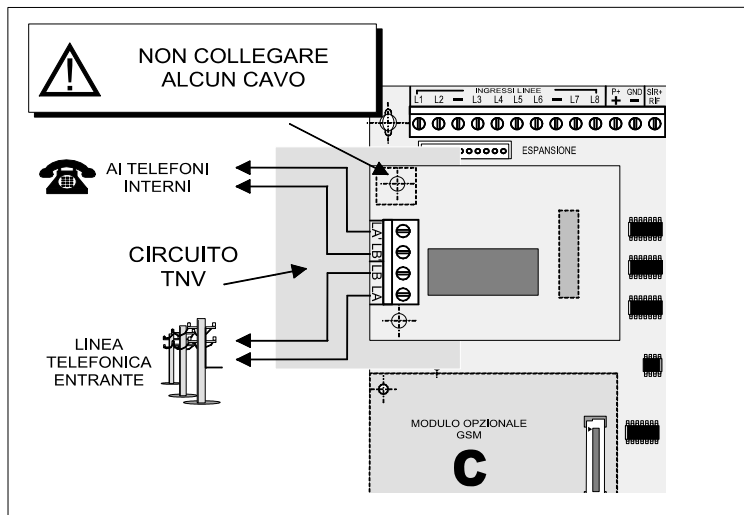 NON COLLEGARE
ALCUN CAVO
INGRESSI LINEE
L1 L2 L3 L4 L5 L6 L7 L8 P+ GND SIR+
+ − RIF
ESPANSIONE
AI TELEFONI
INTERNI
LA'
LB'
LB
LA
CIRCUITO
TNV
LINEA
TELEFONICA
ENTRANTE
MODULO OPZIONALE
GSM
C